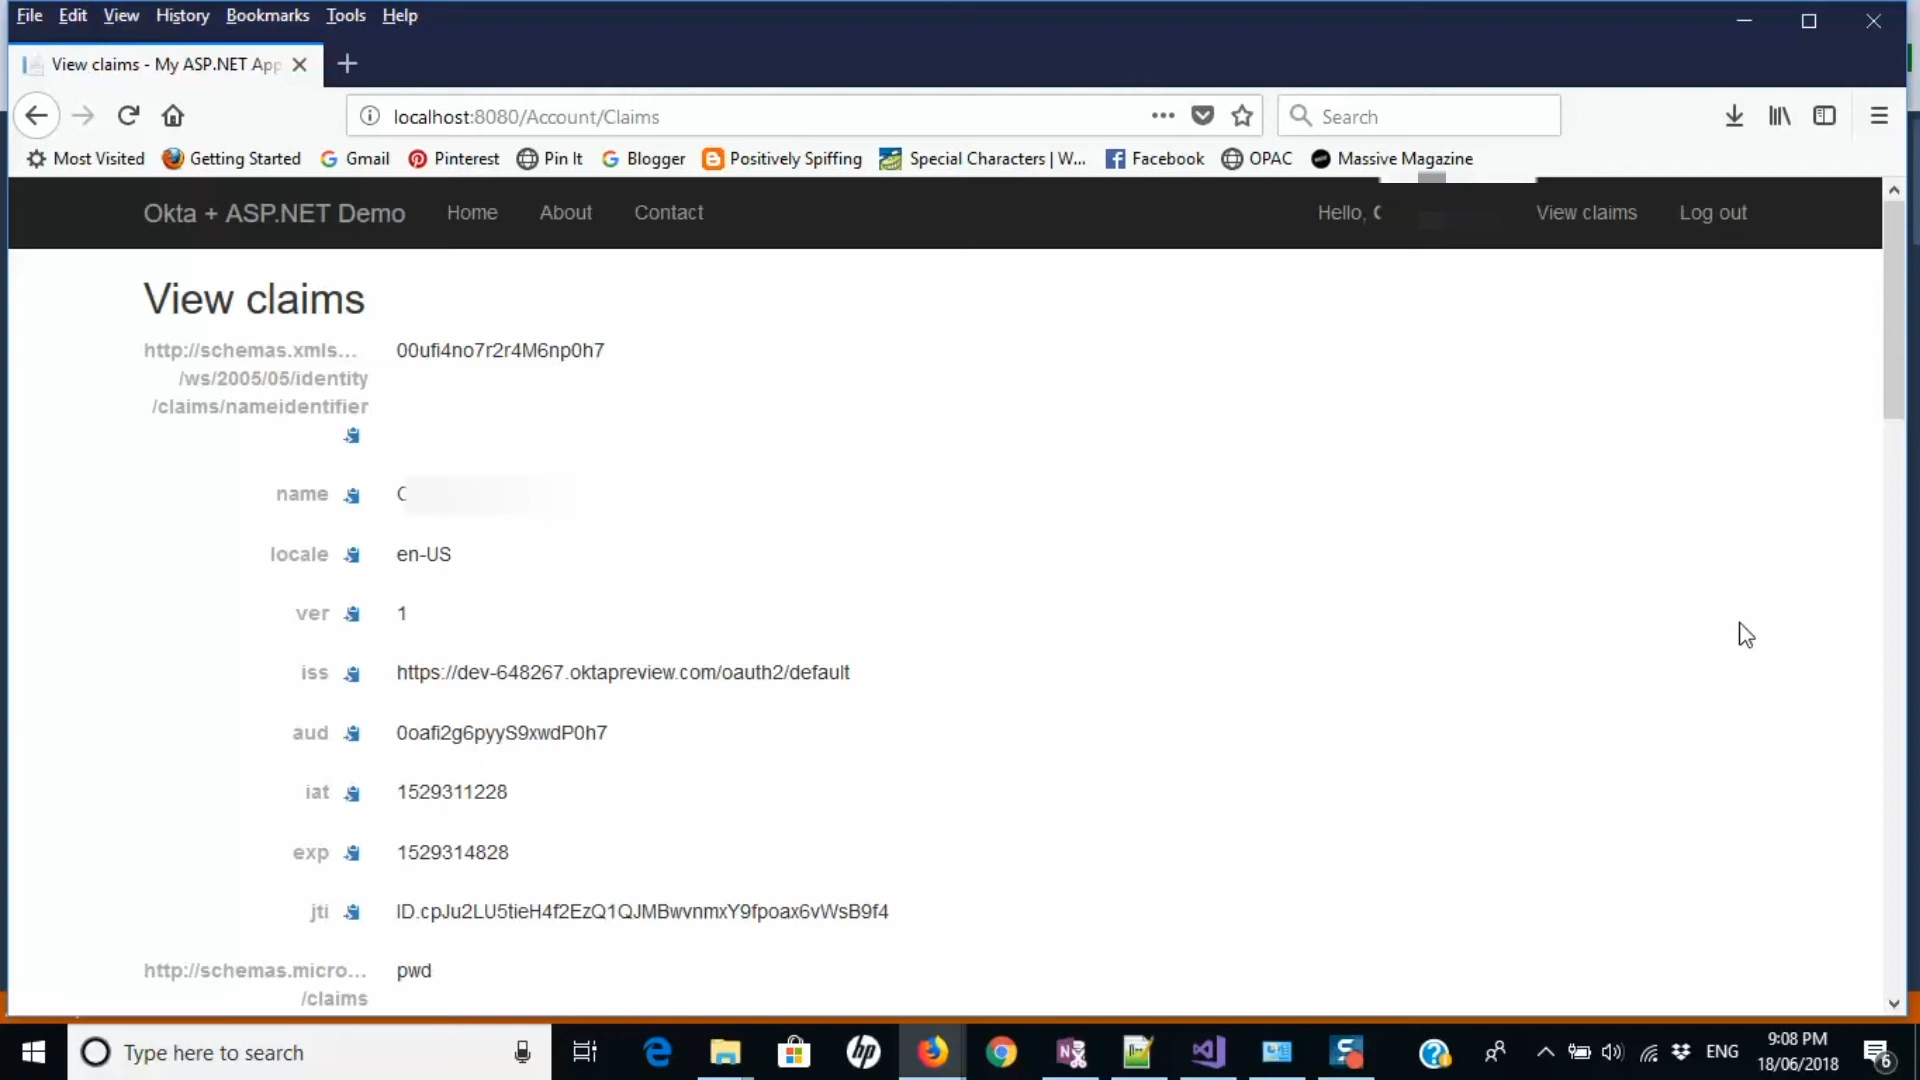 File Edit View History Bookmarks Tools Help
View claims - My ASP.NET App
localhost:8080/Account/Claims
Search
Most Visited Getting Started Gmail Pinterest Pin It Blogger Positively Spiffing Special Characters | W... Facebook OPAC Massive Magazine
Okta + ASP.NET Demo Home About Contact Hello, View claims Log out
View claims
http://schemas.xmls... 00ufi4no7r2r4M6np0h7
/ws/2005/05/identity
/claims/nameidentifier
name
locale en-US
ver 1
iss https://dev-648267.oktapreview.com/oauth2/default
aud 0oafi2g6pyyS9xwdP0h7
iat 1529311228
exp 1529314828
jti ID.cpJu2LU5tieH4f2EzQ1QJMBwvnmxY9fpoax6vWsB9f4
http://schemas.micro... pwd
/claims
Type here to search
hp
ENG
9:08 PM
18/06/2018
6